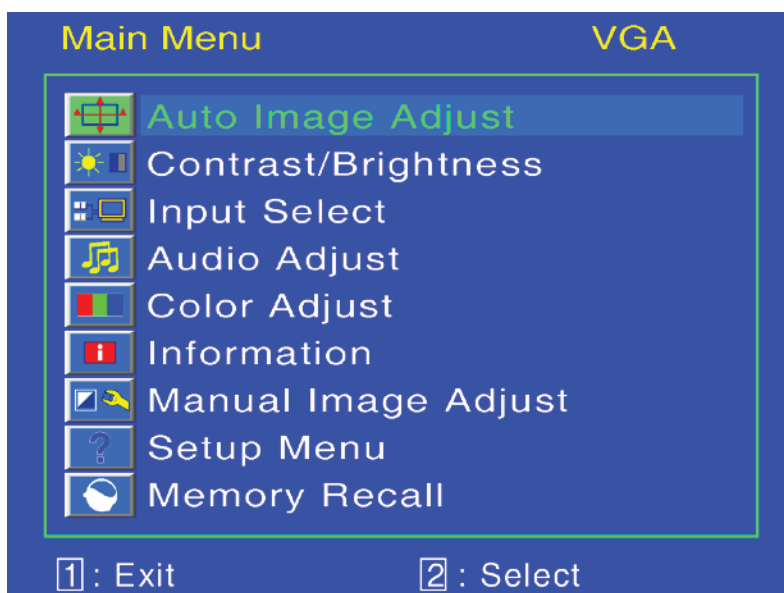 Main Menu VGA
Auto Image Adjust
Contrast/Brightness
Input Select
Audio Adjust
Color Adjust
i Information
Manual Image Adjust
? Setup Menu
Memory Recall
1 : Exit 2 : Select